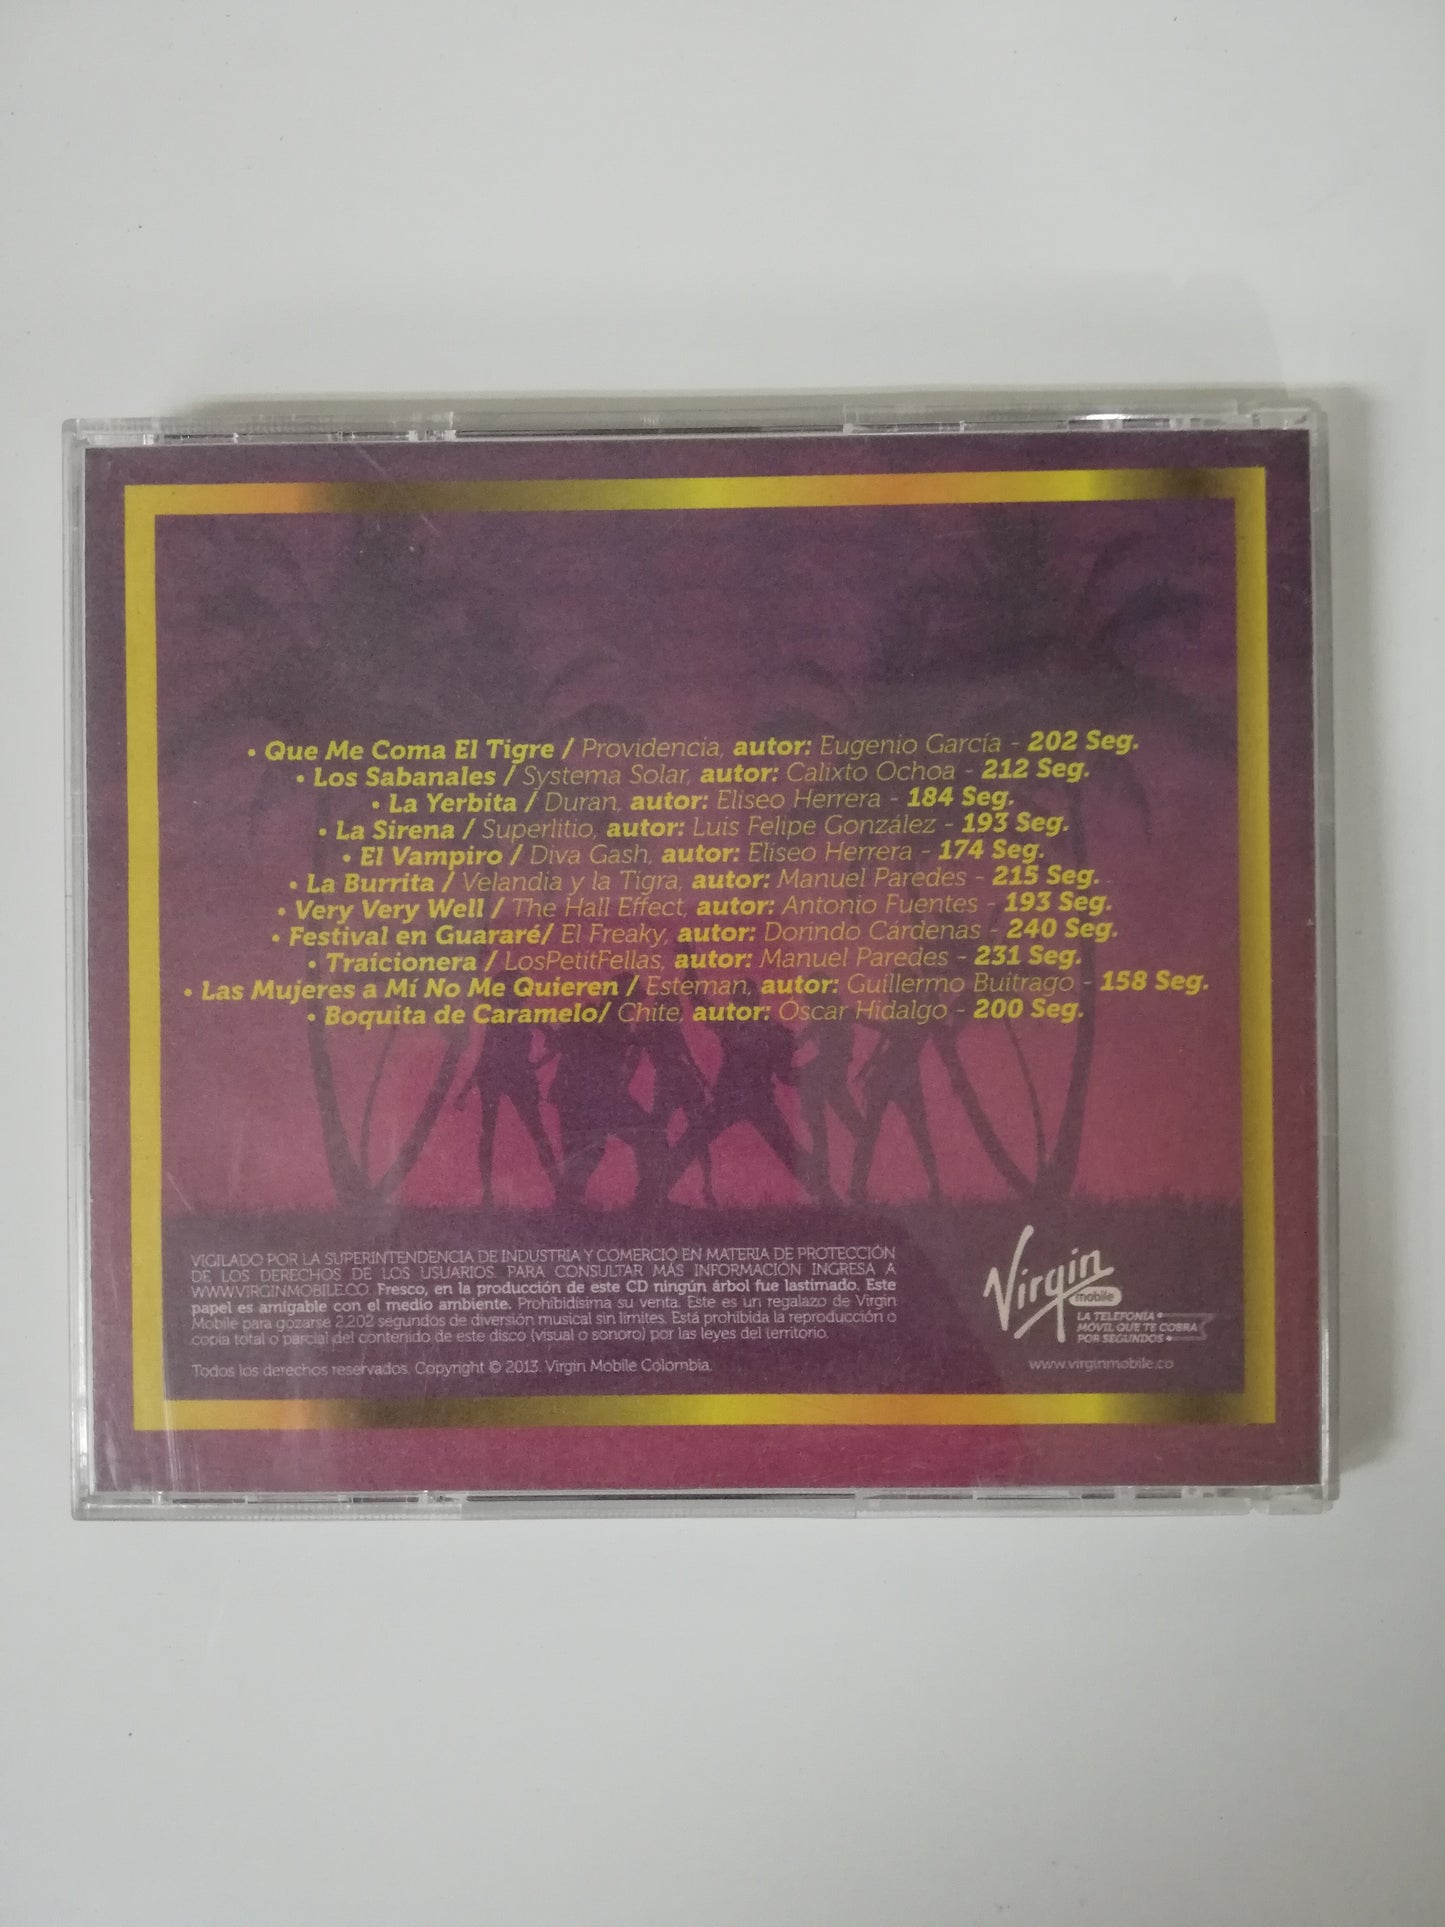 • Que Me Coma El Tigre / Providencia, autor: Eugenio García - 202 Seg.
• Los Sabanales / Systema Solar, autor: Calixto Ochoa - 212 Seg.
• La Yerbita / Duran, autor: Eliseo Herrera - 184 Seg.
• La Sirena / Superlitio, autor: Luis Felipe González - 193 Seg.
• El Vampiro / Diva Gash, autor: Eliseo Herrera - 174 Seg.
• La Burrita / Velandia y la Tigra, autor: Manuel Paredes - 215 Seg.
• Very Very Well / The Hall Effect, autor: Antonio Fuentes - 193 Seg.
• Festival en Guararé/ El Freaky, autor: Dorindo Cárdenas - 240 Seg.
• Traicionera / LosPetitFellas, autor: Manuel Paredes - 231 Seg.
• Las Mujeres a Mí No Me Quieren / Esteman, autor: Guillermo Buitrago - 158 Seg.
• Boquita de Caramelo/ Chite, autor: Óscar Hidalgo - 200 Seg.
VIGILADO POR LA SUPERINTENDENCIA DE INDUSTRIA Y COMERCIO EN MATERIA DE PROTECCIÓN
DE LOS DERECHOS DE LOS USUARIOS. PARA CONSULTAR MÁS INFORMACIÓN INGRESA A
WWW.VIRGINMOBILE.CO. Fresco, en la producción de este CD ningún árbol fue lastimado. Este
papel es amigable con el medio ambiente. Prohibidísima su venta. Este es un regalazo de Virgin
Mobile para gozarse 2.202 segundos de diversión musical sin límites. Está prohibida la reproducción o
copia total o parcial del contenido de este disco (visual o sonoro) por las leyes del territorio.
Todos los derechos reservados. Copyright © 2013. Virgin Mobile Colombia.
Virgin
mobile
LA TELEFONÍA
MÓVIL QUE TE COBRA
POR SEGUNDOS
www.virginmobile.co